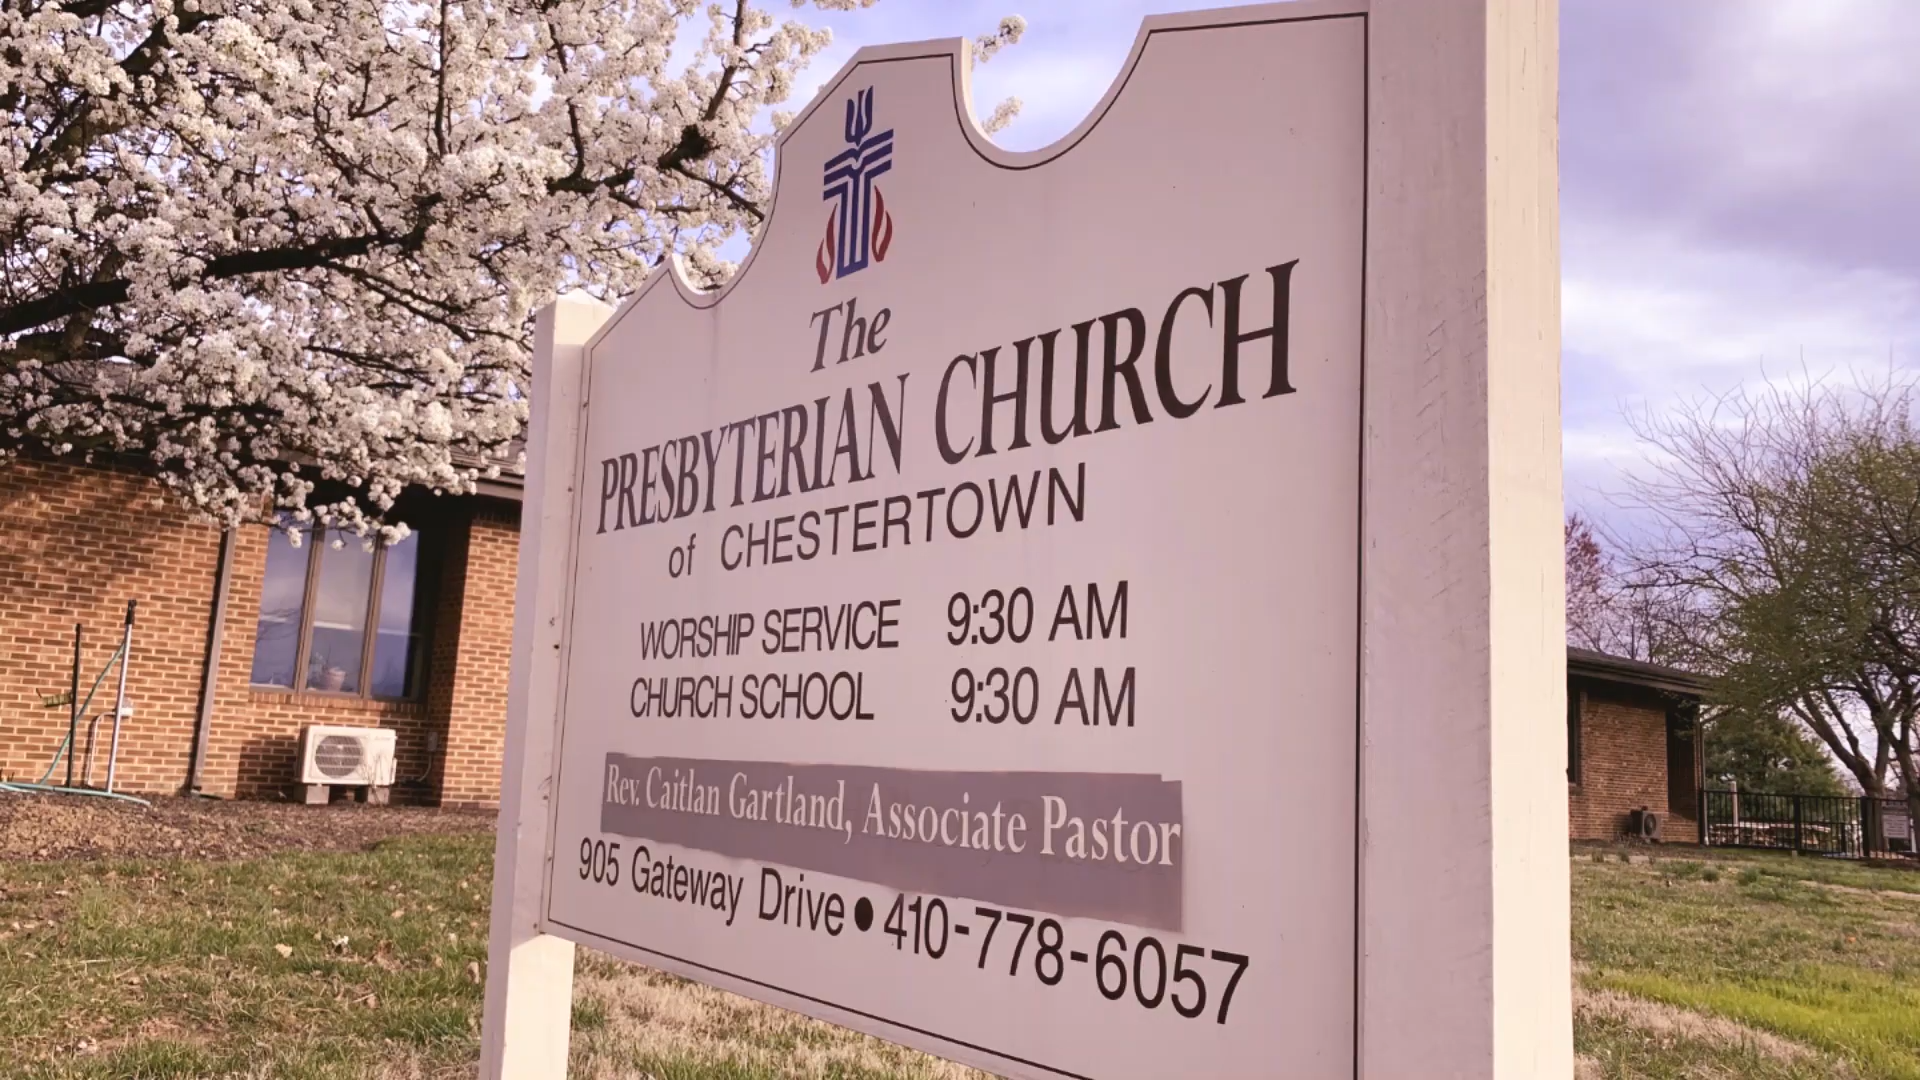 The
PRESBYTERIAN CHURCH
of CHESTERTOWN
WORSHIP SERVICE 9:30 AM
CHURCH SCHOOL 9:30 AM
Rev. Caitlan Gartland, Associate Pastor
905 Gateway Drive • 410-778-6057